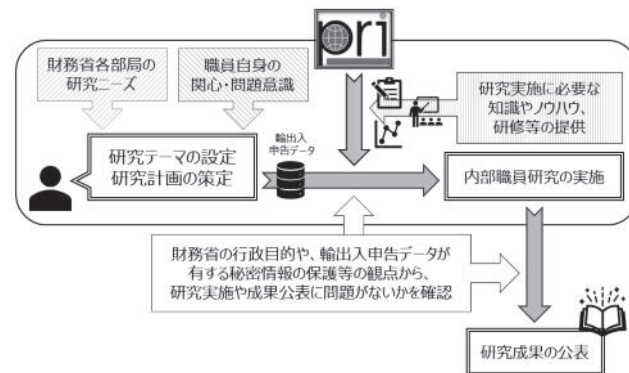 pri
財務省各部局の
研究ニーズ
職員自身の
関心・問題意識
研究実施に必要な
知識やノウハウ、
研修等の提供
輸出入
申告データ
研究テーマの設定
研究計画の策定
内部職員研究の実施
財務省の行政目的や、輸出入申告データが
有する秘密情報の保護等の観点から、
研究実施や成果公表に問題がないかを確認
研究成果の公表